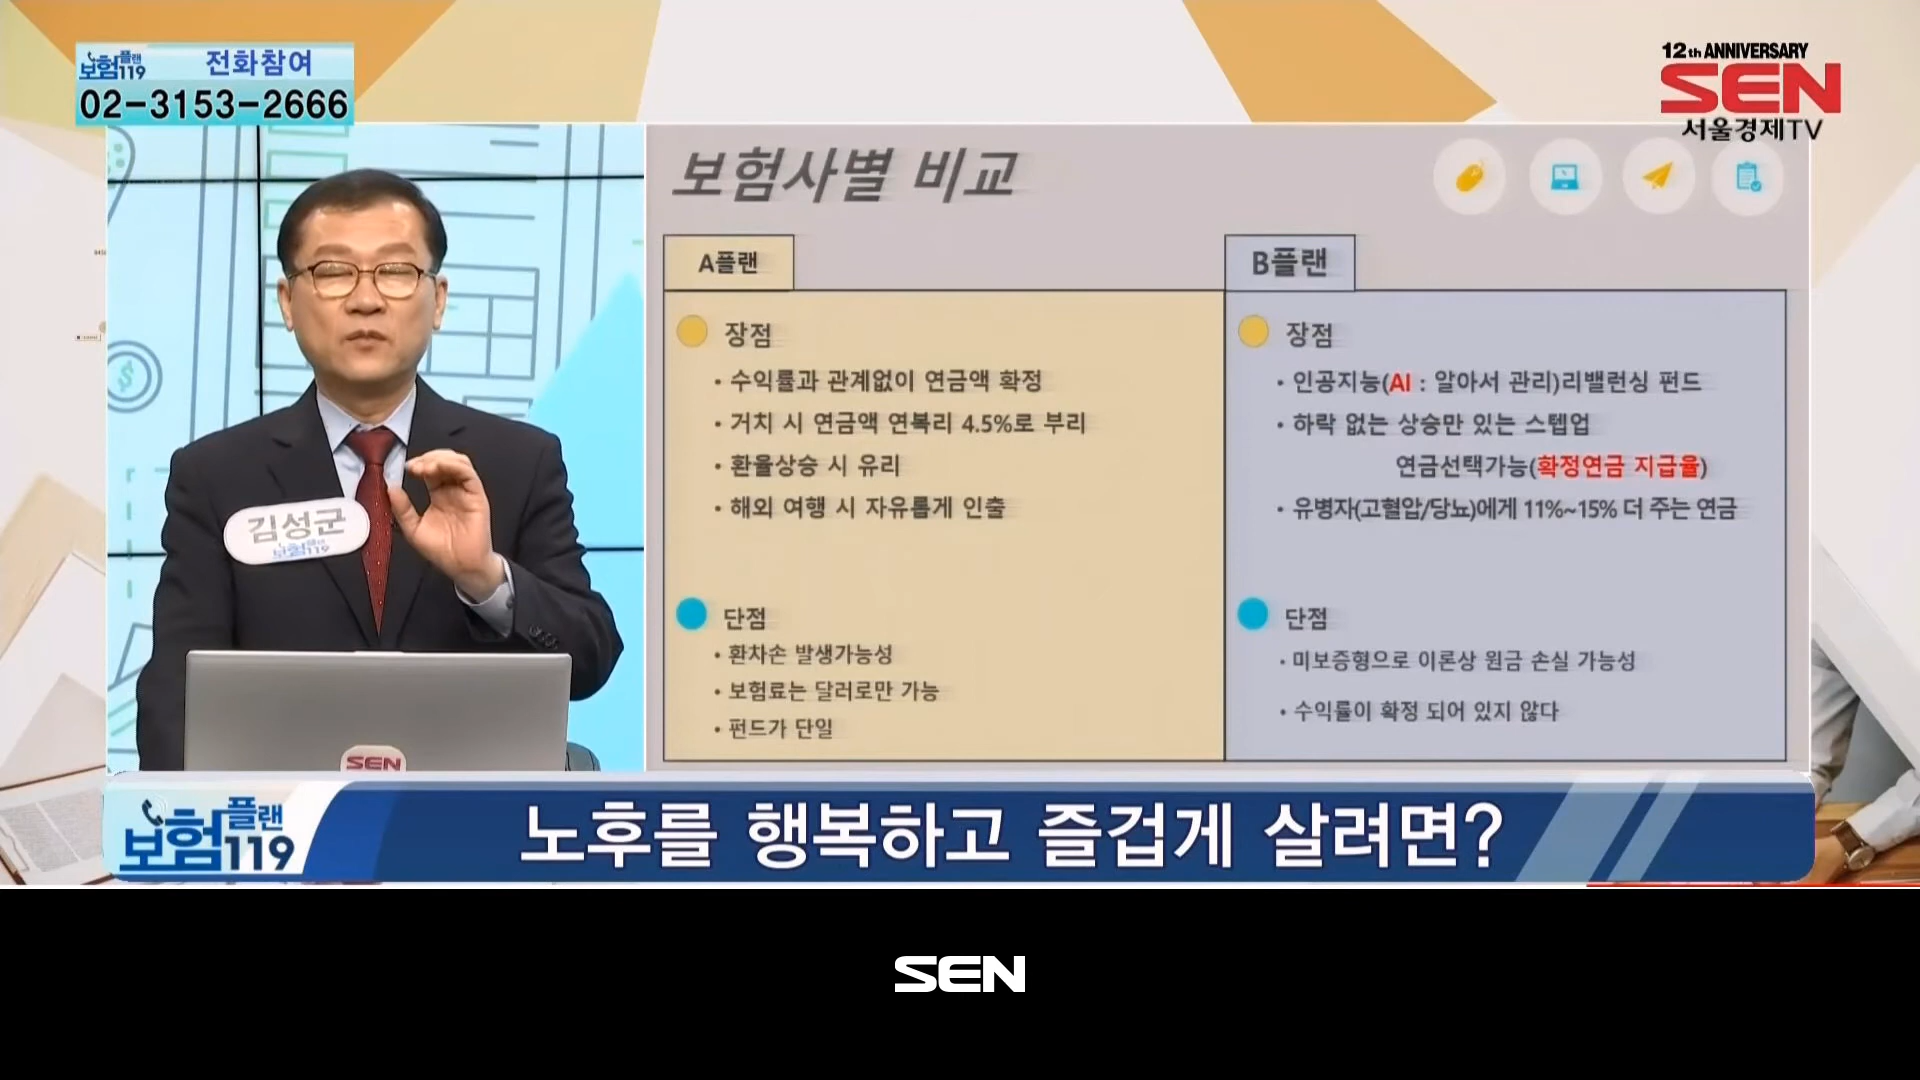 보험플랜119 전화참여
02-3153-2666
12th ANNIVERSARY
SEN
서울경제TV
보험사별 비교
A플랜
장점
• 수익률과 관계없이 연금액 확정
• 거치 시 연금액 연복리 4.5%로 부리
• 환율상승 시 유리
• 해외 여행 시 자유롭게 인출
단점
• 환차손 발생가능성
• 보험료는 달러로만 가능
• 펀드가 단일
B플랜
장점
• 인공지능(AI : 알아서 관리)리밸런싱 펀드
• 하락 없는 상승만 있는 스텝업
연금선택가능(확정연금 지급율)
• 유병자(고혈압/당뇨)에게 11%~15% 더 주는 연금
단점
• 미보증형으로 이론상 원금 손실 가능성
• 수익률이 확정 되어 있지 않다
김성군
보험플랜119
SEN
보험플랜119
노후를 행복하고 즐겁게 살려면?
SEN